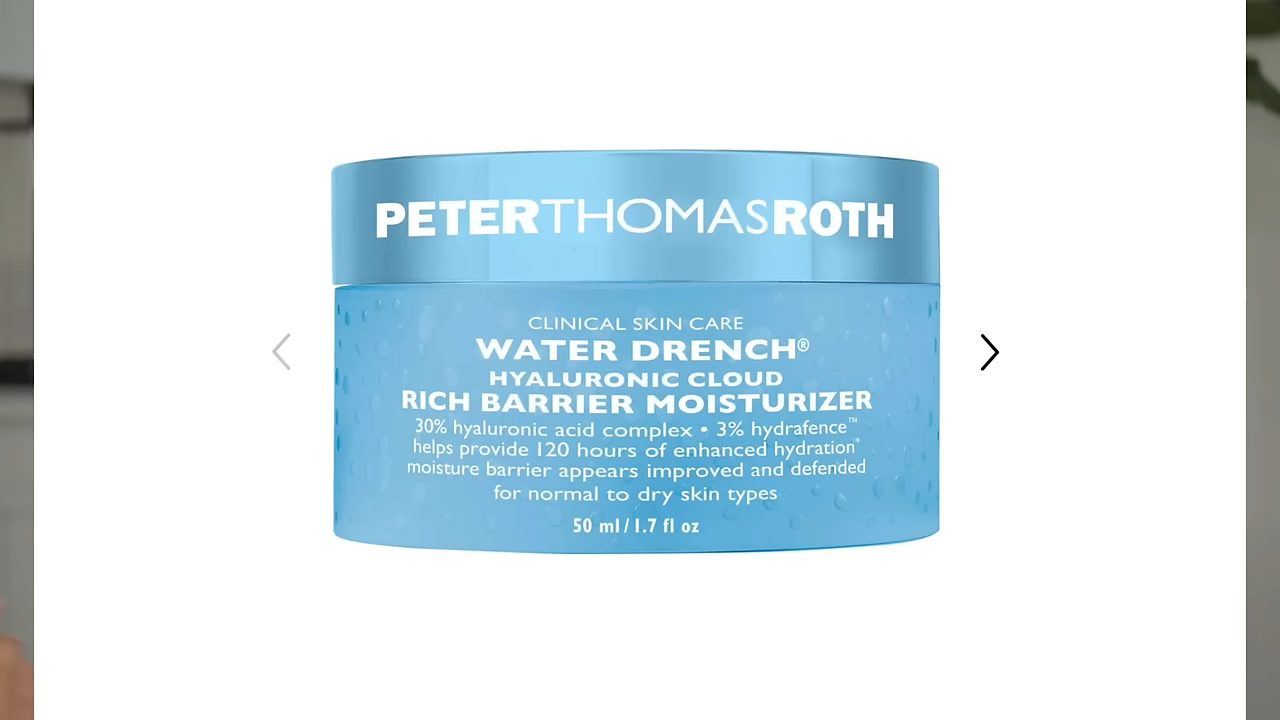 PETERTHOMASROTH
CLINICAL SKIN CARE
WATER DRENCH®
HYALURONIC CLOUD
RICH BARRIER MOISTURIZER
30% hyaluronic acid complex • 3% hydrafence™
helps provide 120 hours of enhanced hydration
moisture barrier appears improved and defended
for normal to dry skin types
50 ml/1.7 fl oz